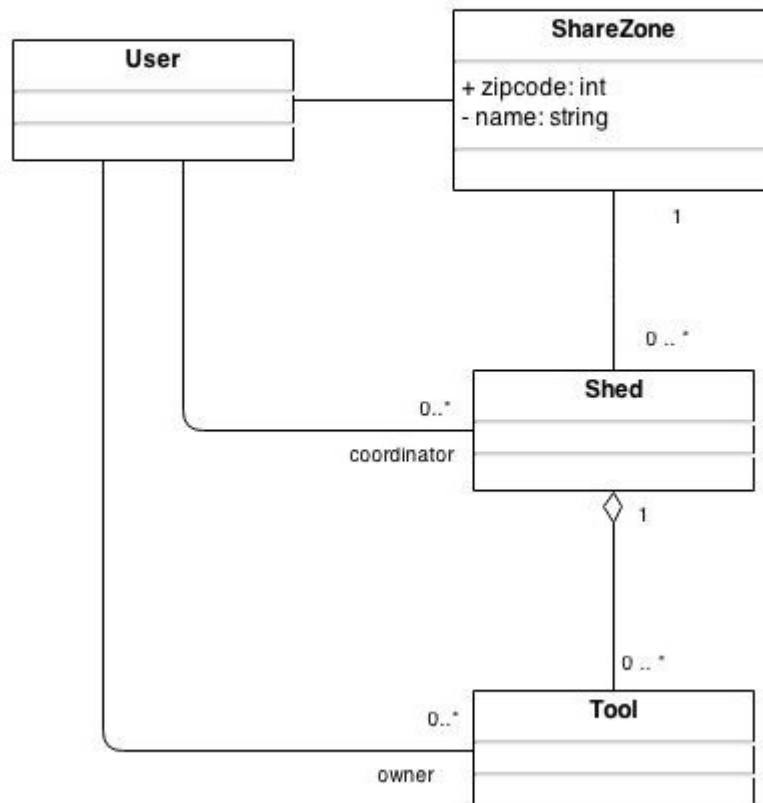 User
ShareZone
+ zipcode: int
- name: string
1
0 .. *
Shed
0..*
coordinator
1
0 .. *
Tool
0..*
owner